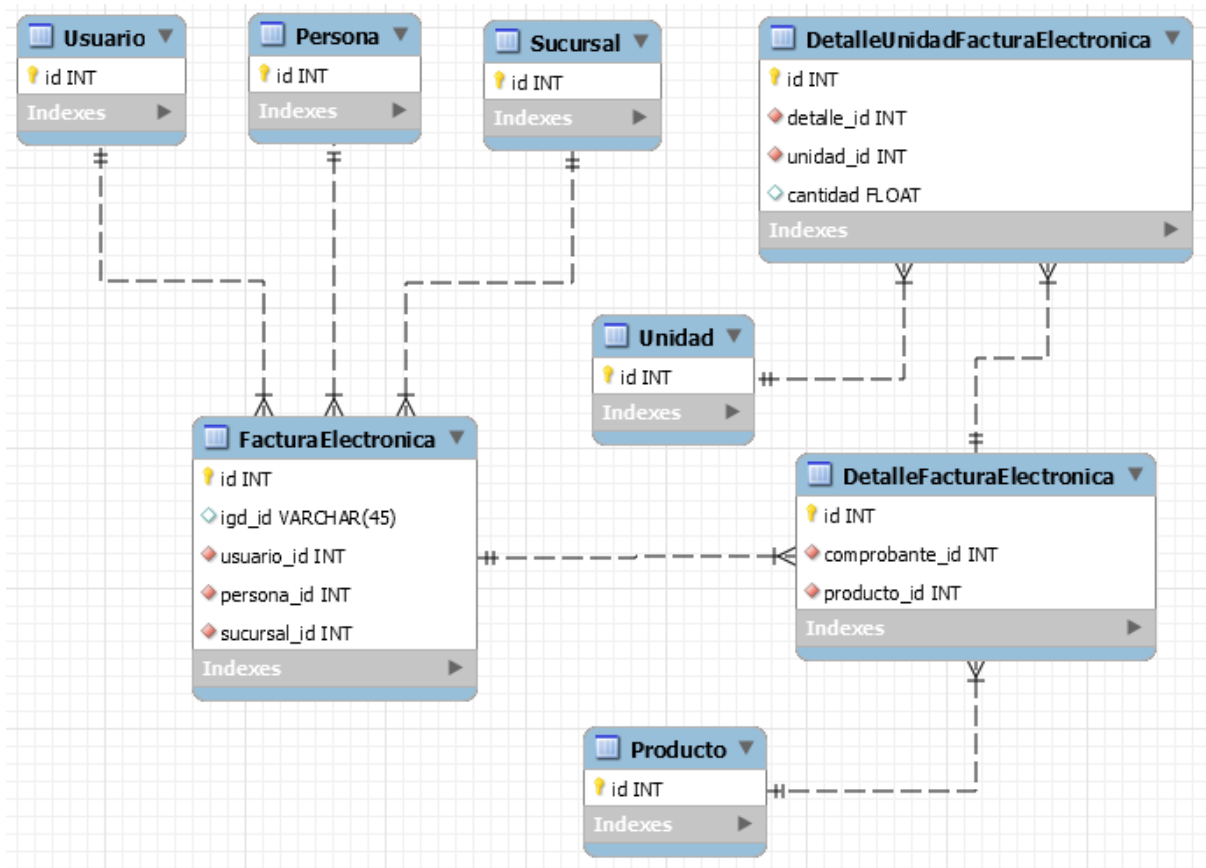 Usuario
id INT
Indexes
Persona
id INT
Indexes
Sucursal
id INT
Indexes
DetalleUnidadFacturaElectronica
id INT
detalle_id INT
unidad_id INT
cantidad FLOAT
Indexes
Unidad
id INT
Indexes
FacturaElectronica
id INT
igd_id VARCHAR(45)
usuario_id INT
persona_id INT
sucursal_id INT
Indexes
DetalleFacturaElectronica
id INT
comprobante_id INT
producto_id INT
Indexes
Producto
id INT
Indexes